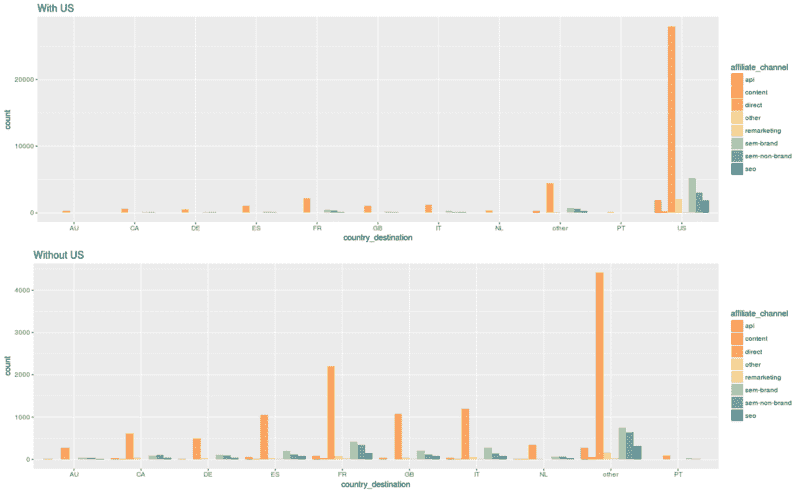 With US
count
20000
10000
0
AU CA DE ES FR GB IT NL other PT US
country_destination
affiliate_channel
api
content
direct
other
remarketing
sem-brand
sem-non-brand
seo
Without US
count
4000
3000
2000
1000
0
AU CA DE ES FR GB IT NL other PT
country_destination
affiliate_channel
api
content
direct
other
remarketing
sem-brand
sem-non-brand
seo